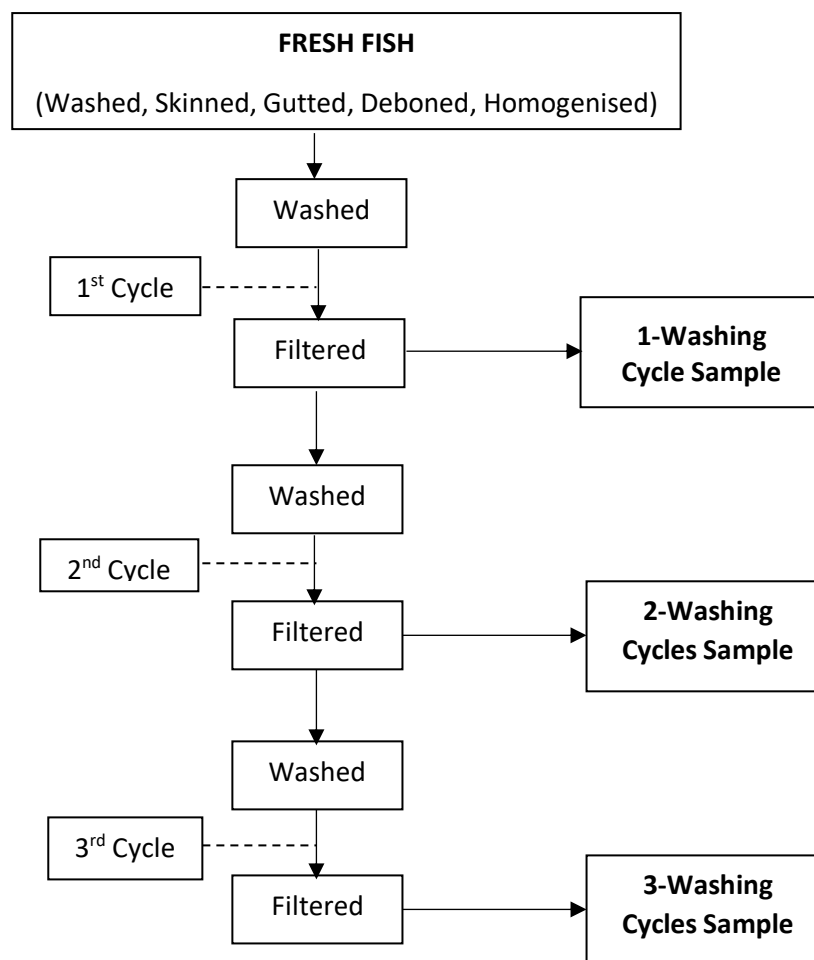 FRESH FISH
(Washed, Skinned, Gutted, Deboned, Homogenised)
Washed
1st Cycle
Filtered
1-Washing
Cycle Sample
Washed
2nd Cycle
Filtered
2-Washing
Cycles Sample
Washed
3rd Cycle
Filtered
3-Washing
Cycles Sample